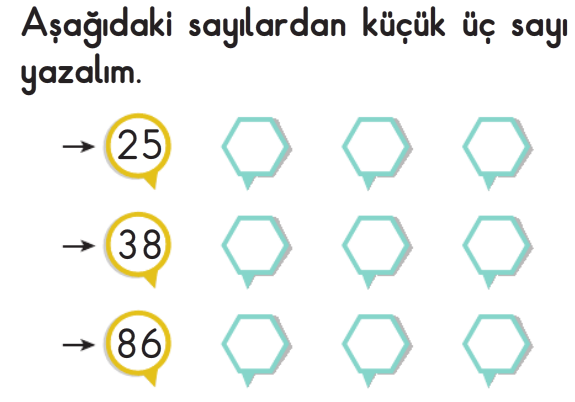 Aşağıdaki sayılardan küçük üç sayı
yazalım.
→ 25
→ 38
→ 86